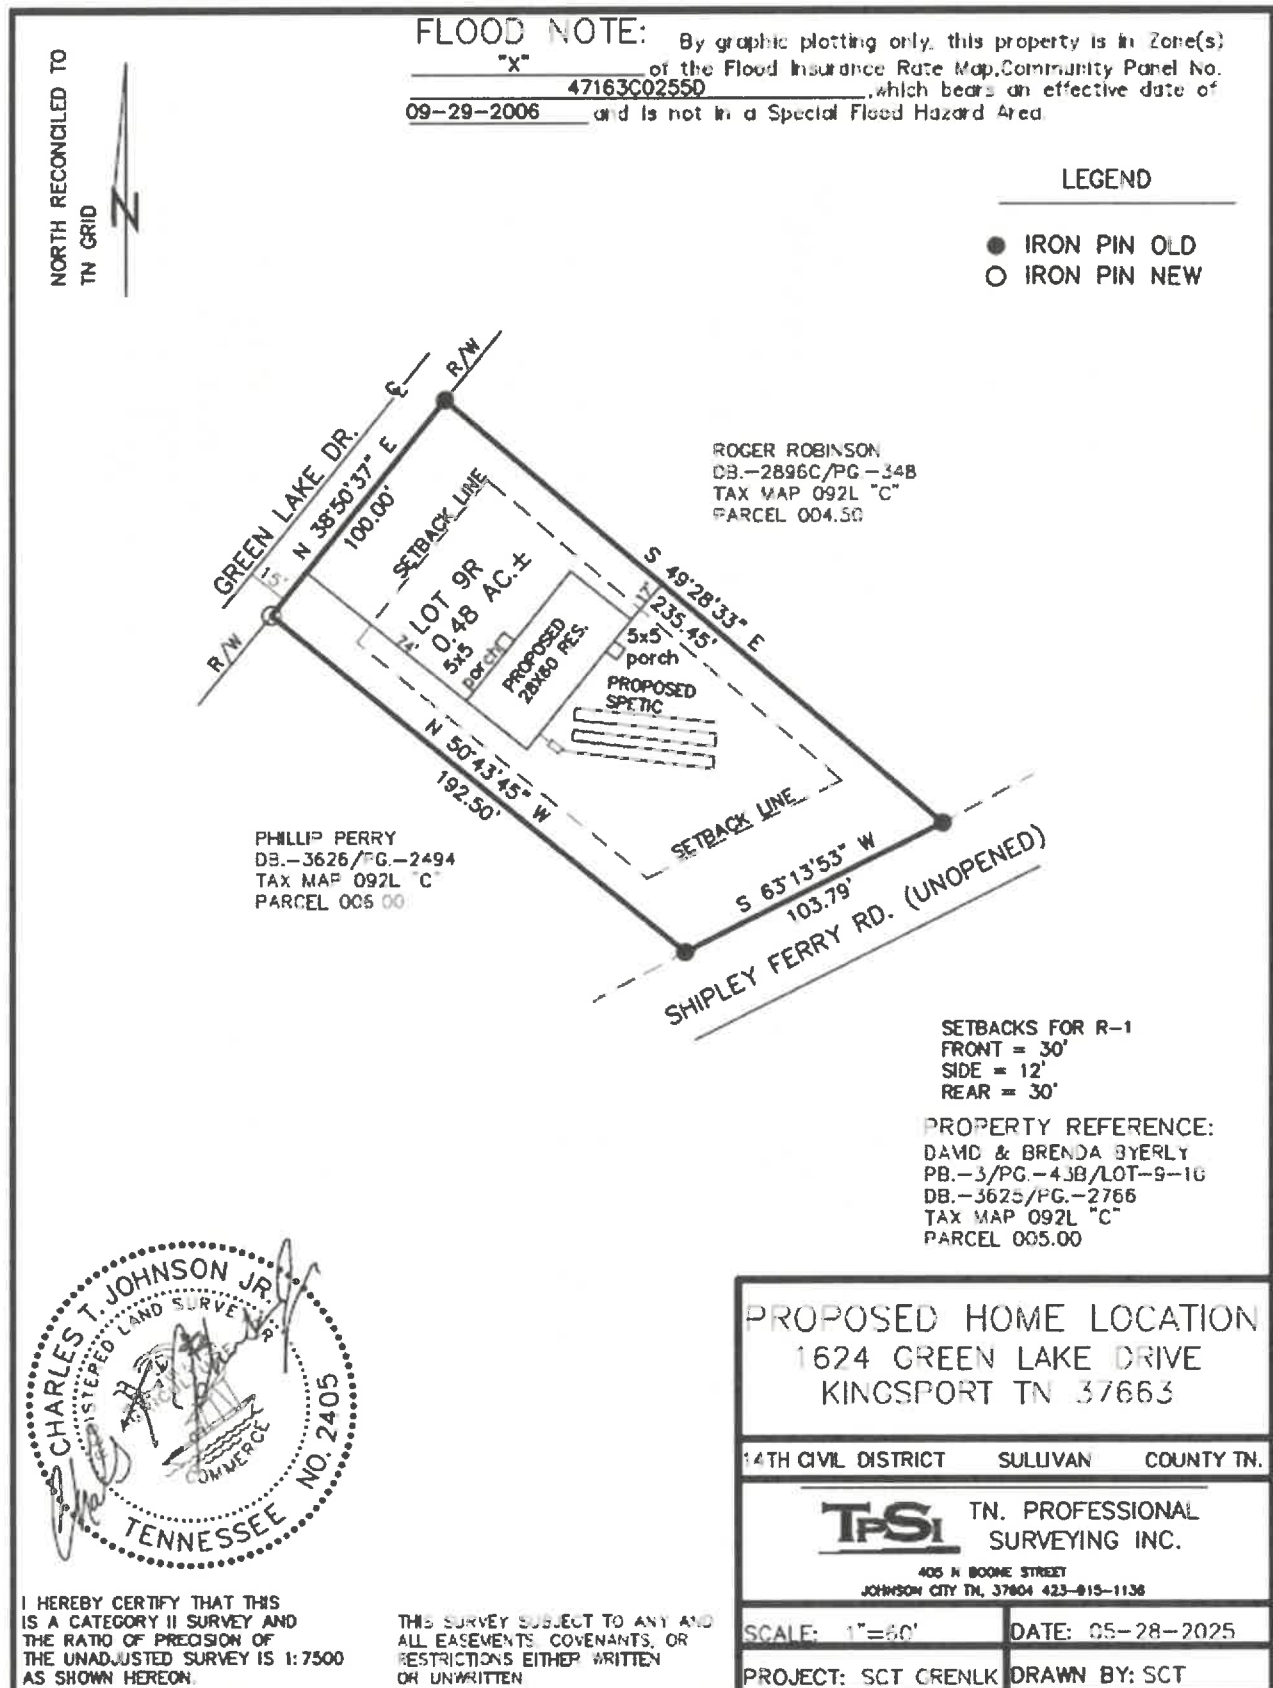 FLOOD NOTE: By graphic plotting only, this property is in Zone(s)
"X" of the Flood Insurance Rate Map,Community Panel No.
47163C0255D ,which bears an effective date of
09-29-2006 and is not in a Special Flood Hazard Area.
NORTH RECONCILED TO
TN GRID
N
LEGEND
IRON PIN OLD
IRON PIN NEW
R/W
℄
GREEN LAKE DR.
N 38°50'37" E
100.00'
15'
R/W
ROGER ROBINSON
DB.-2896C/PG.-348
TAX MAP 092L "C"
PARCEL 004.50
SETBACK LINE
LOT 9R
0.48 AC.±
S 49°28'33" E
235.45'
17'
74'
5x5
porch
PROPOSED
28X60 RES.
5x5
porch
PROPOSED
SPETIC
N 50°43'45" W
192.50'
SETBACK LINE
S 63°13'53" W
103.79'
SHIPLEY FERRY RD. (UNOPENED)
PHILLIP PERRY
DB.-3626/PG.-2494
TAX MAP 092L "C"
PARCEL 006.00
SETBACKS FOR R-1
FRONT = 30'
SIDE = 12'
REAR = 30'
PROPERTY REFERENCE:
DAVID & BRENDA BYERLY
PB.-3/PG.-43B/LOT-9-10
DB.-3625/PG.-2766
TAX MAP 092L "C"
PARCEL 005.00
CHARLES T. JOHNSON JR.
REGISTERED LAND SURVEYOR
AGRICULTURE
COMMERCE
TENNESSEE NO. 2405
PROPOSED HOME LOCATION
1624 GREEN LAKE DRIVE
KINGSPORT TN 37663
14TH CIVIL DISTRICT SULLIVAN COUNTY TN.
TPSI TN. PROFESSIONAL
SURVEYING INC.
405 N BOONE STREET
JOHNSON CITY TN, 37604 423-915-1136
SCALE: 1"=60' DATE: 05-28-2025
PROJECT: SCT GRENLK DRAWN BY: SCT
I HEREBY CERTIFY THAT THIS
IS A CATEGORY II SURVEY AND
THE RATIO OF PRECISION OF
THE UNADJUSTED SURVEY IS 1:7500
AS SHOWN HEREON.
THIS SURVEY SUBJECT TO ANY AND
ALL EASEMENTS, COVENANTS, OR
RESTRICTIONS EITHER WRITTEN
OR UNWRITTEN